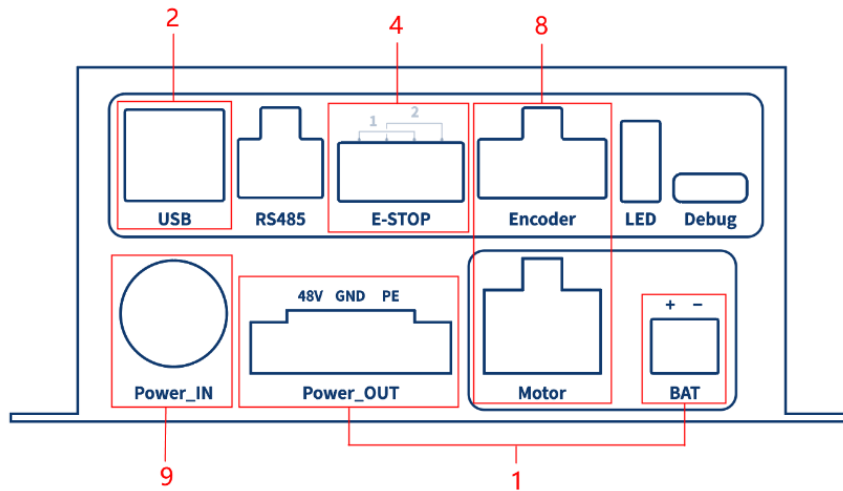 2
4
8
1
2
USB
RS485
E-STOP
Encoder
LED
Debug
48V GND PE
+ −
Power_IN
Power_OUT
Motor
BAT
9
1